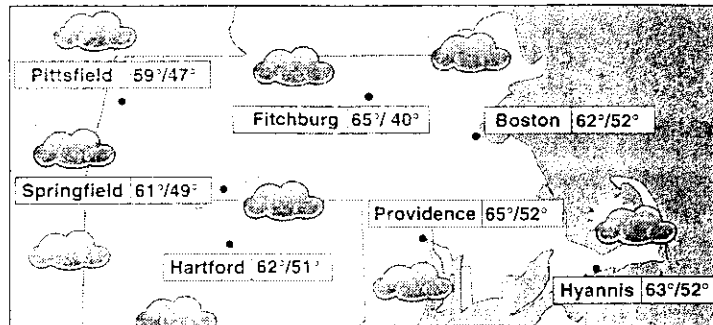 Pittsfield 59°/47°
Fitchburg 65°/40°
Boston 62°/52°
Springfield 61°/49°
Providence 65°/52°
Hartford 62°/51°
Hyannis 63°/52°